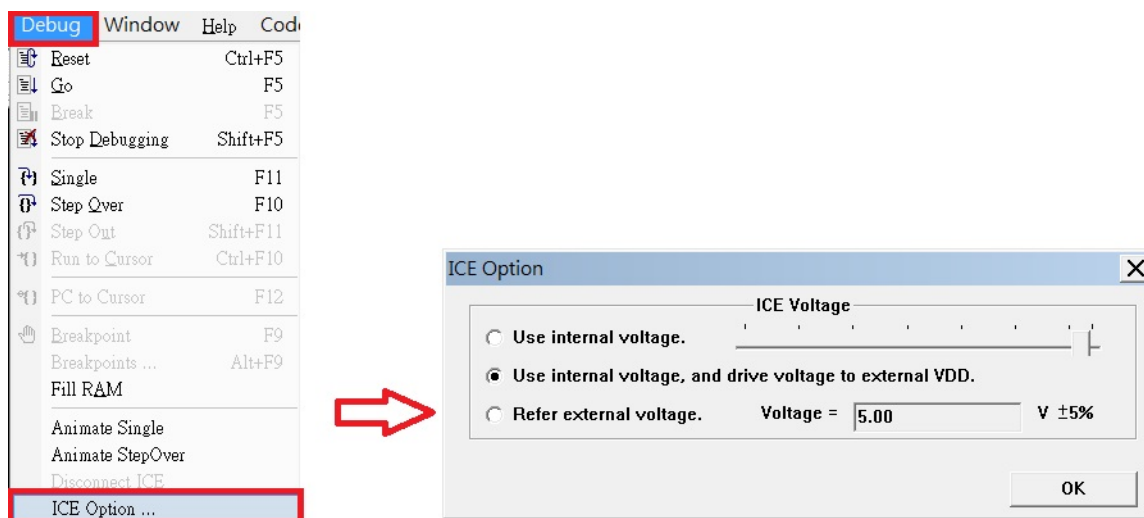 Debug Window Help
Reset Ctrl+F5
Go F5
Break F5
Stop Debugging Shift+F5
Single F11
Step Over F10
Step Out Shift+F11
Run to Cursor Ctrl+F10
PC to Cursor F12
Breakpoint F9
Breakpoints ... Alt+F9
Fill RAM
Animate Single
Animate StepOver
Disconnect ICE
ICE Option ...
ICE Option
ICE Voltage
Use internal voltage.
Use internal voltage, and drive voltage to external VDD.
Refer external voltage. Voltage = 5.00 V ±5%
OK